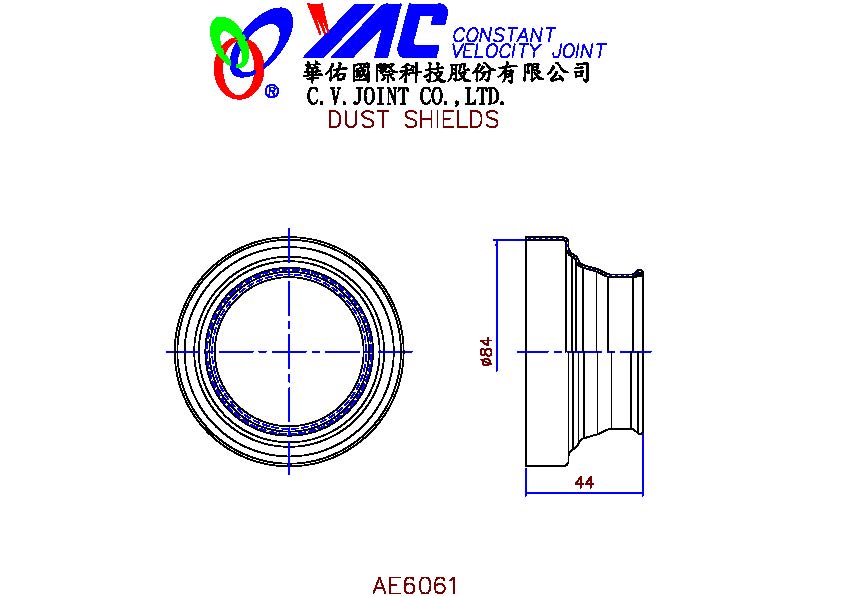 YAC CONSTANT
VELOCITY JOINT
®
華佑國際科技股份有限公司
C.V.JOINT CO.,LTD.
DUST SHIELDS
ø84
44
AE6061